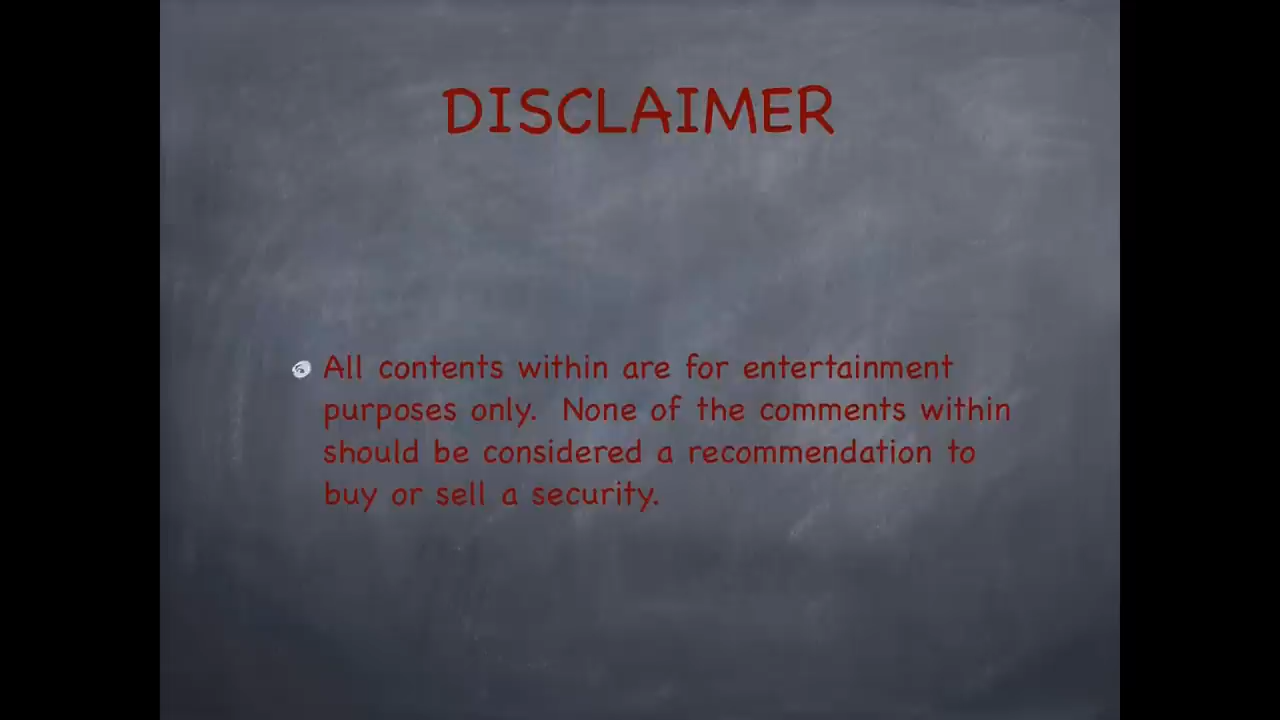 DISCLAIMER
All contents within are for entertainment
purposes only. None of the comments within
should be considered a recommendation to
buy or sell a security.